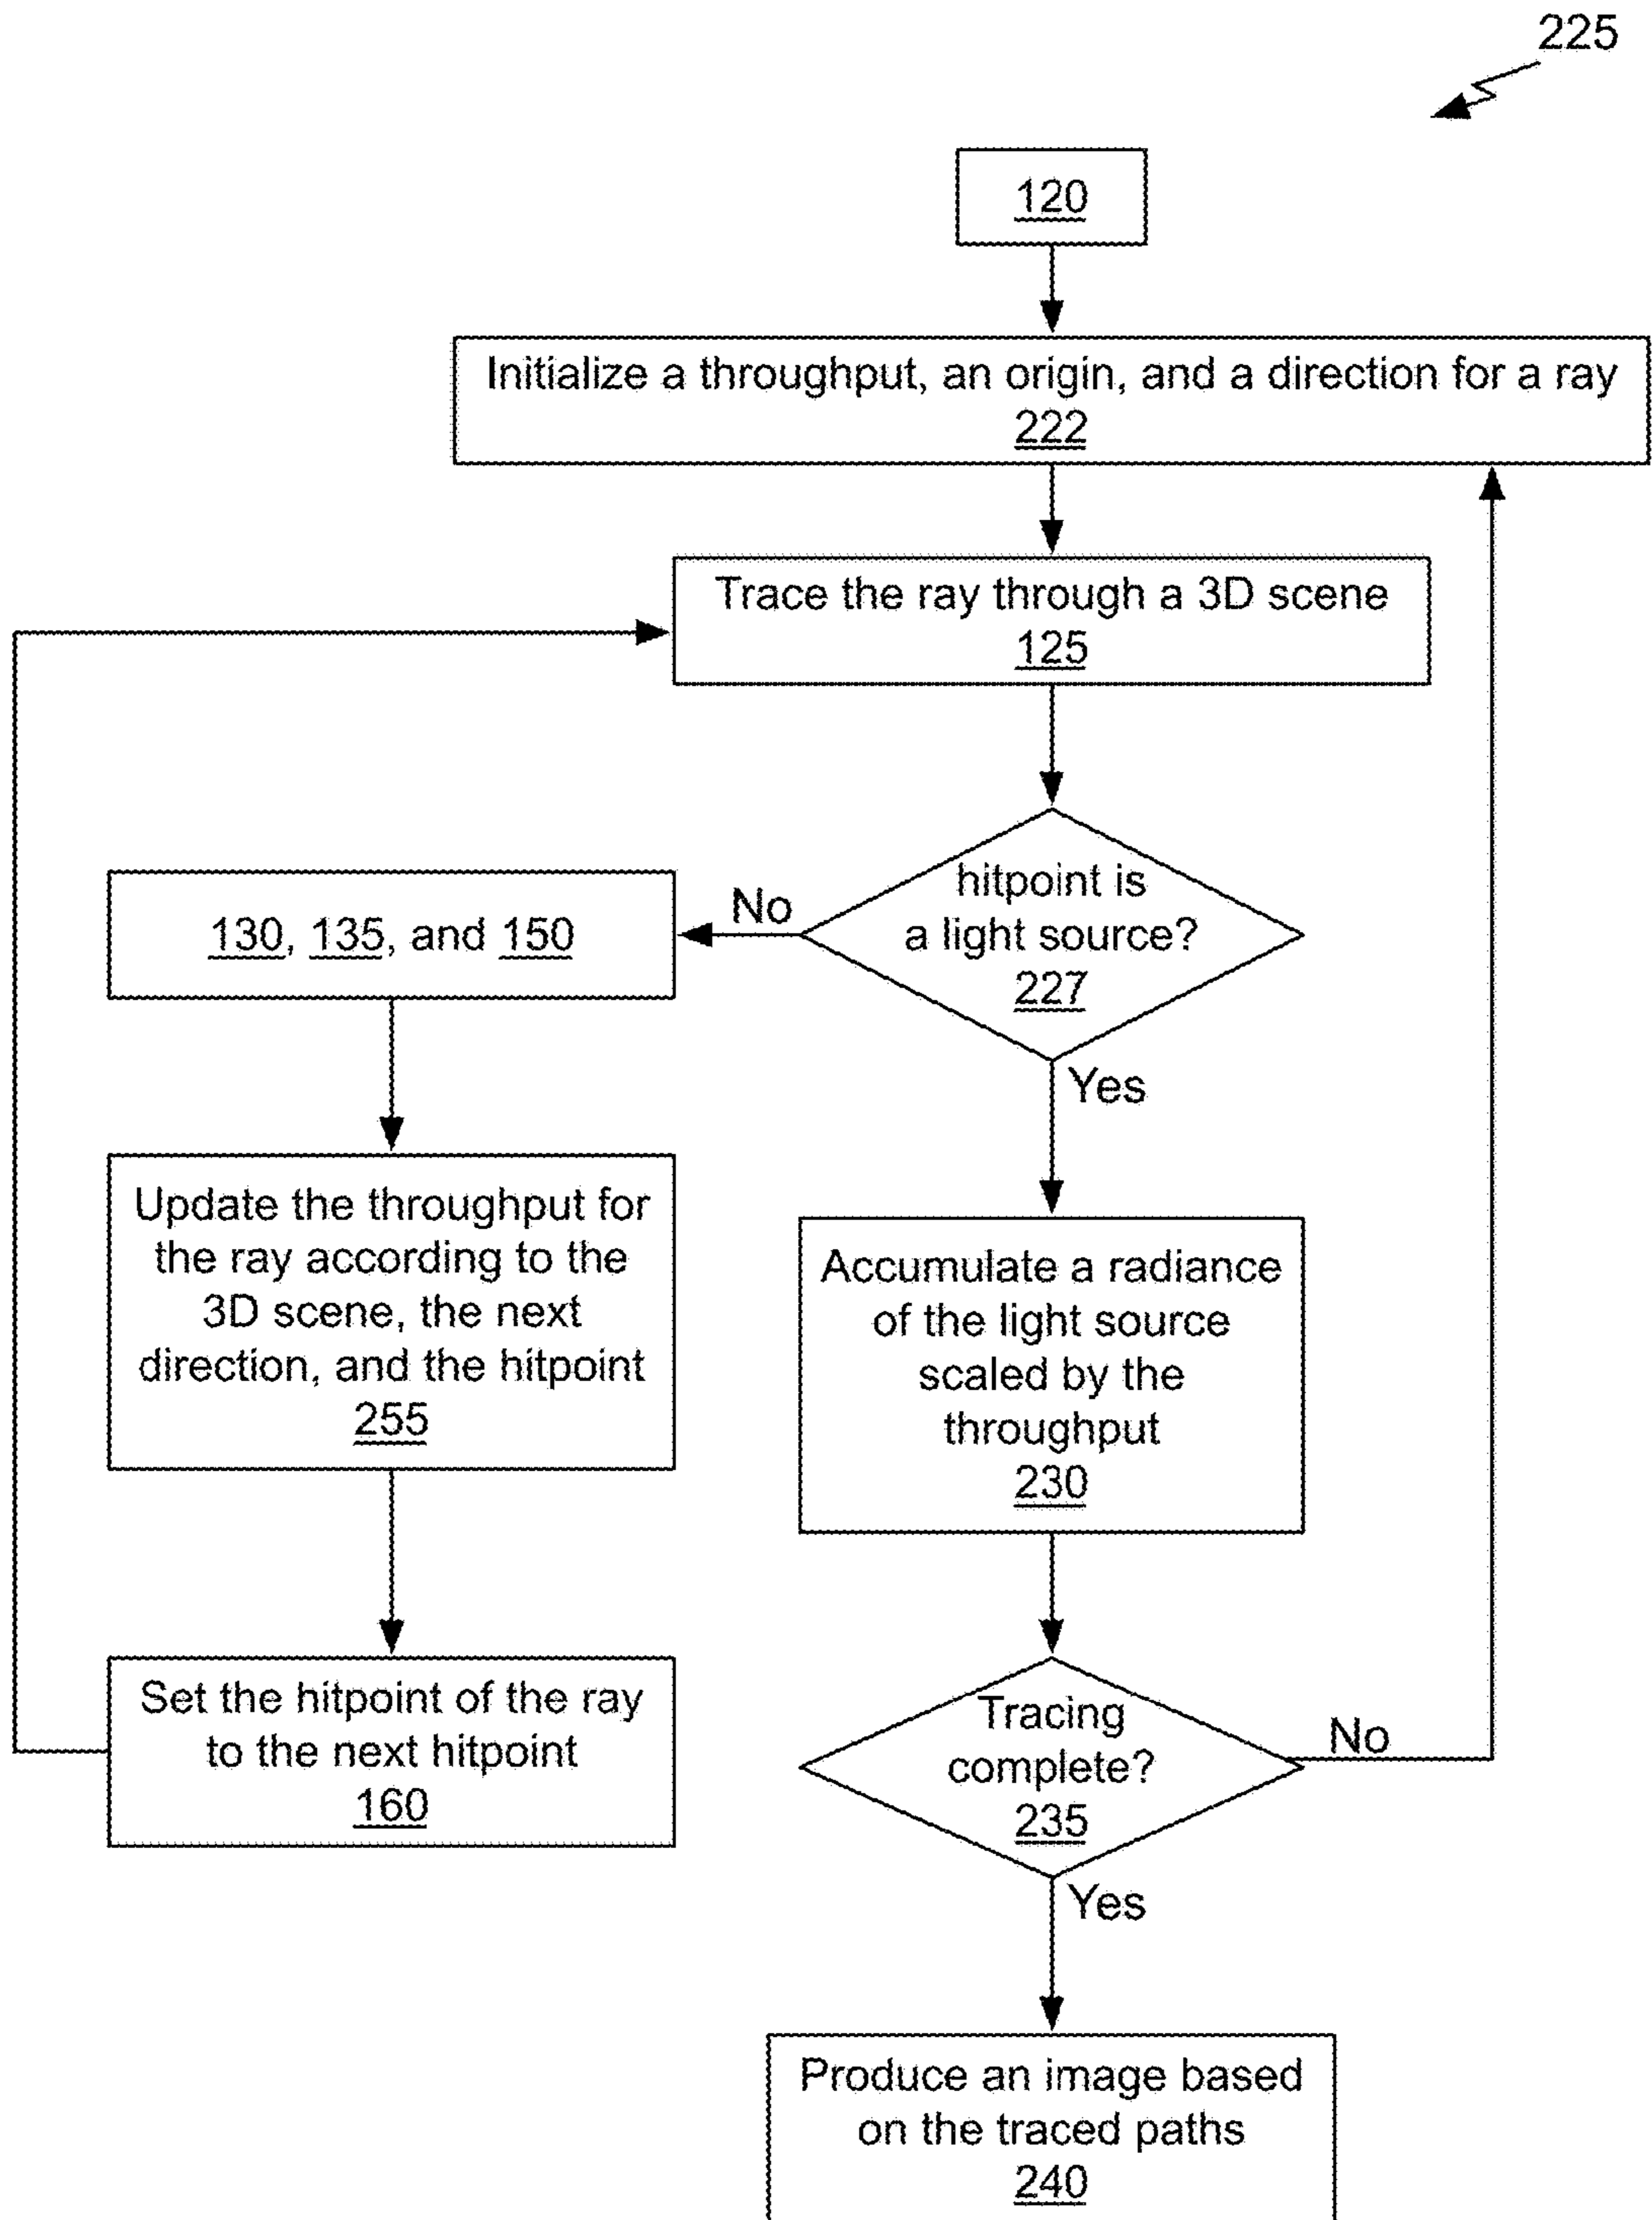 225
120
Initialize a throughput, an origin, and a direction for a ray
222
Trace the ray through a 3D scene
125
hitpoint is
a light source?
227
No
Yes
130, 135, and 150
Update the throughput for
the ray according to the
3D scene, the next
direction, and the hitpoint
255
Set the hitpoint of the ray
to the next hitpoint
160
Accumulate a radiance
of the light source
scaled by the
throughput
230
Tracing
complete?
235
No
Yes
Produce an image based
on the traced paths
240